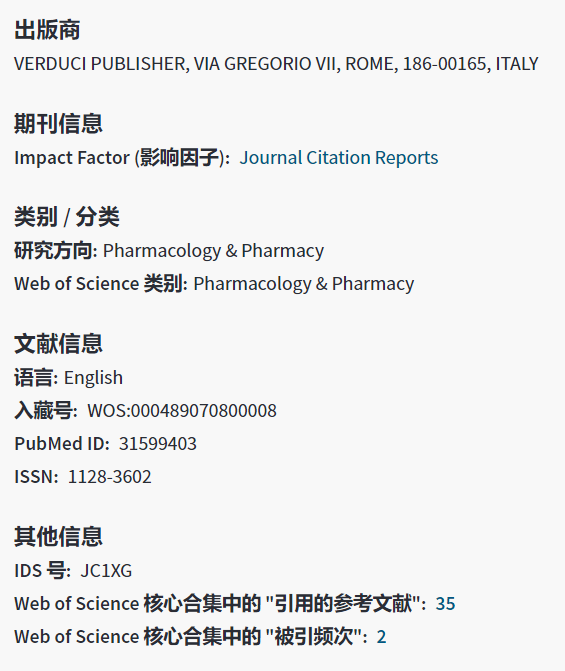 出版商
VERDUCI PUBLISHER, VIA GREGORIO VII, ROME, 186-00165, ITALY
期刊信息
Impact Factor (影响因子): Journal Citation Reports
类别 / 分类
研究方向: Pharmacology & Pharmacy
Web of Science 类别: Pharmacology & Pharmacy
文献信息
语言: English
入藏号: WOS:000489070800008
PubMed ID: 31599403
ISSN: 1128-3602
其他信息
IDS 号: JC1XG
Web of Science 核心合集中的 "引用的参考文献": 35
Web of Science 核心合集中的 "被引频次": 2